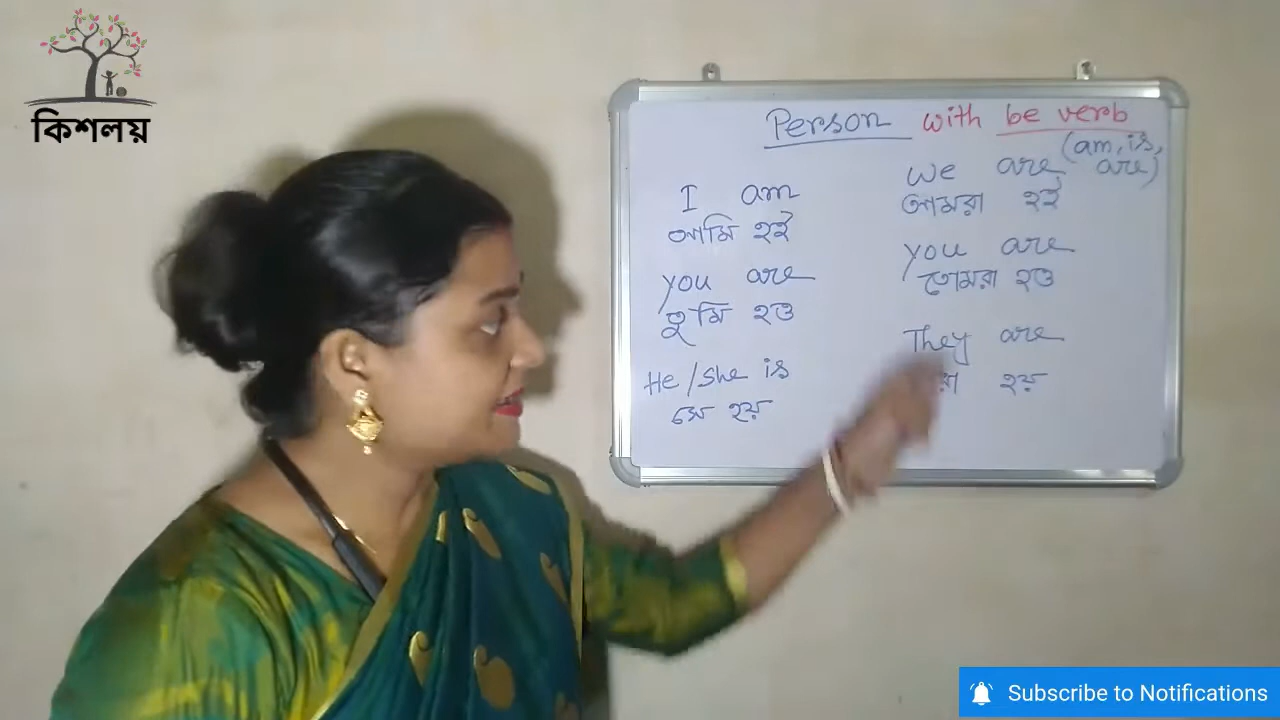 কিশলয়
Person with be verb
(am, is,
are)
I am
আমি হই
you are
তুমি হও
He/she is
সে হয়
We are
আমরা হই
you are
তোমরা হও
They are
রা হয়
Subscribe to Notifications